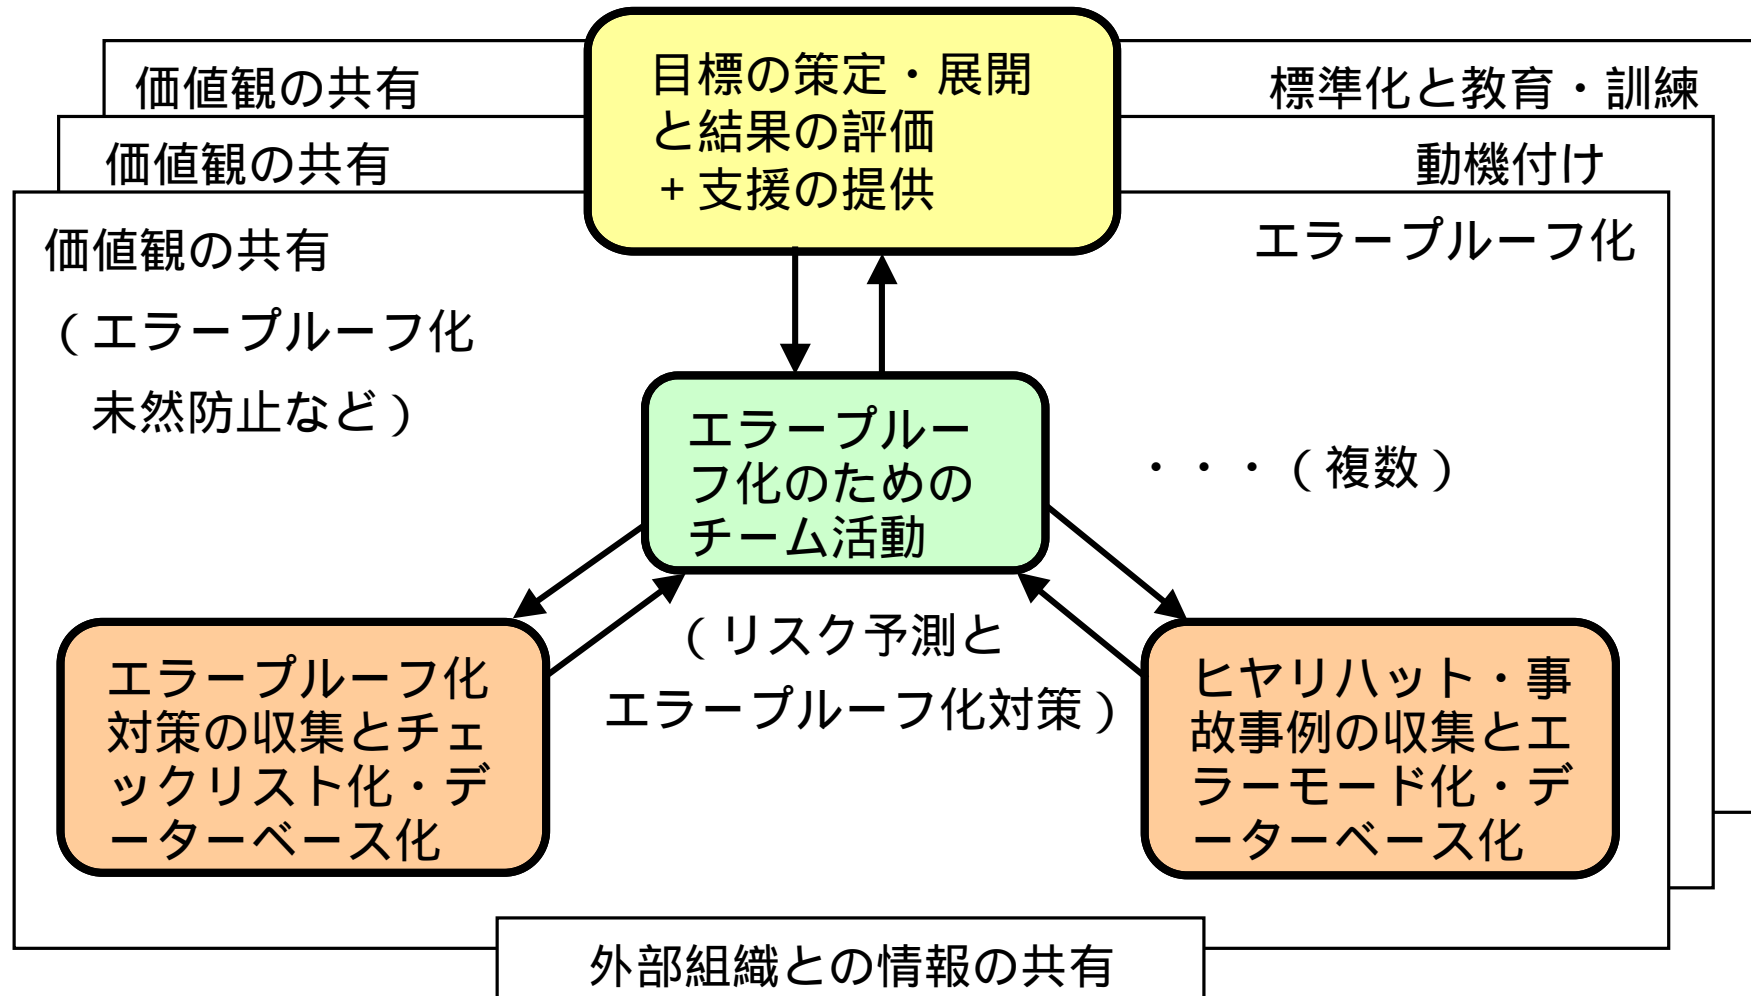 価値観の共有
標準化と教育・訓練
価値観の共有
動機付け
目標の策定・展開
と結果の評価
+支援の提供
価値観の共有
(エラープルーフ化
未然防止など)
エラープルーフ化
エラープルー
フ化のための
チーム活動
・・・(複数)
(リスク予測と
エラープルーフ化対策)
エラープルーフ化
対策の収集とチェ
ックリスト化・デ
ーターベース化
ヒヤリハット・事
故事例の収集とエ
ラーモード化・デ
ーターベース化
外部組織との情報の共有